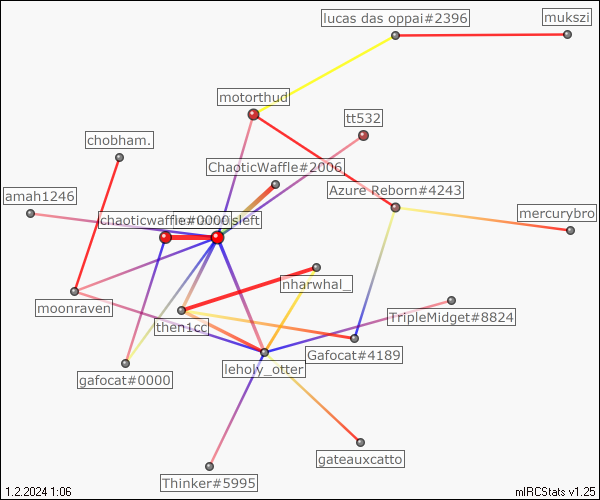 lucas das oppai#2396
mukszi
motorthud
tt532
chobham.
ChaoticWaffle#2006
amah1246
Azure Reborn#4243
mercurybro
chaoticwaffle#0000
sleft
nharwhal_
moonraven
TripleMidget#8824
then1cc
Gafocat#4189
leholy_otter
gafocat#0000
gateauxcatto
Thinker#5995
1.2.2024 1:06
mIRCStats v1.25